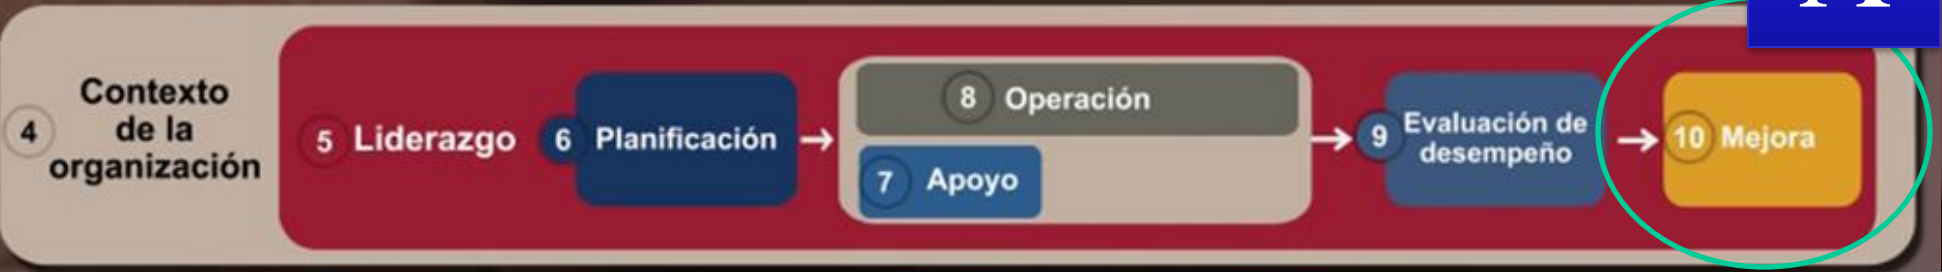 4
Contexto
de la
organización
5 Liderazgo
6 Planificación
8 Operación
7 Apoyo
9 Evaluación de
desempeño
10 Mejora